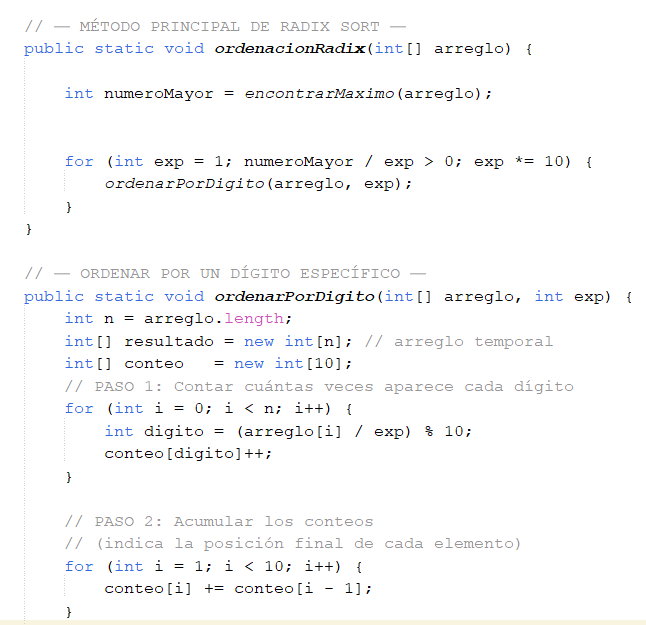 // — MÉTODO PRINCIPAL DE RADIX SORT —
public static void ordenacionRadix(int[] arreglo) {
int numeroMayor = encontrarMaximo(arreglo);
for (int exp = 1; numeroMayor / exp > 0; exp *= 10) {
ordenarPorDigito(arreglo, exp);
}
}
// — ORDENAR POR UN DÍGITO ESPECÍFICO —
public static void ordenarPorDigito(int[] arreglo, int exp) {
int n = arreglo.length;
int[] resultado = new int[n]; // arreglo temporal
int[] conteo   = new int[10];
// PASO 1: Contar cuántas veces aparece cada dígito
for (int i = 0; i < n; i++) {
int digito = (arreglo[i] / exp) % 10;
conteo[digito]++;
}
// PASO 2: Acumular los conteos
// (indica la posición final de cada elemento)
for (int i = 1; i < 10; i++) {
conteo[i] += conteo[i - 1];
}